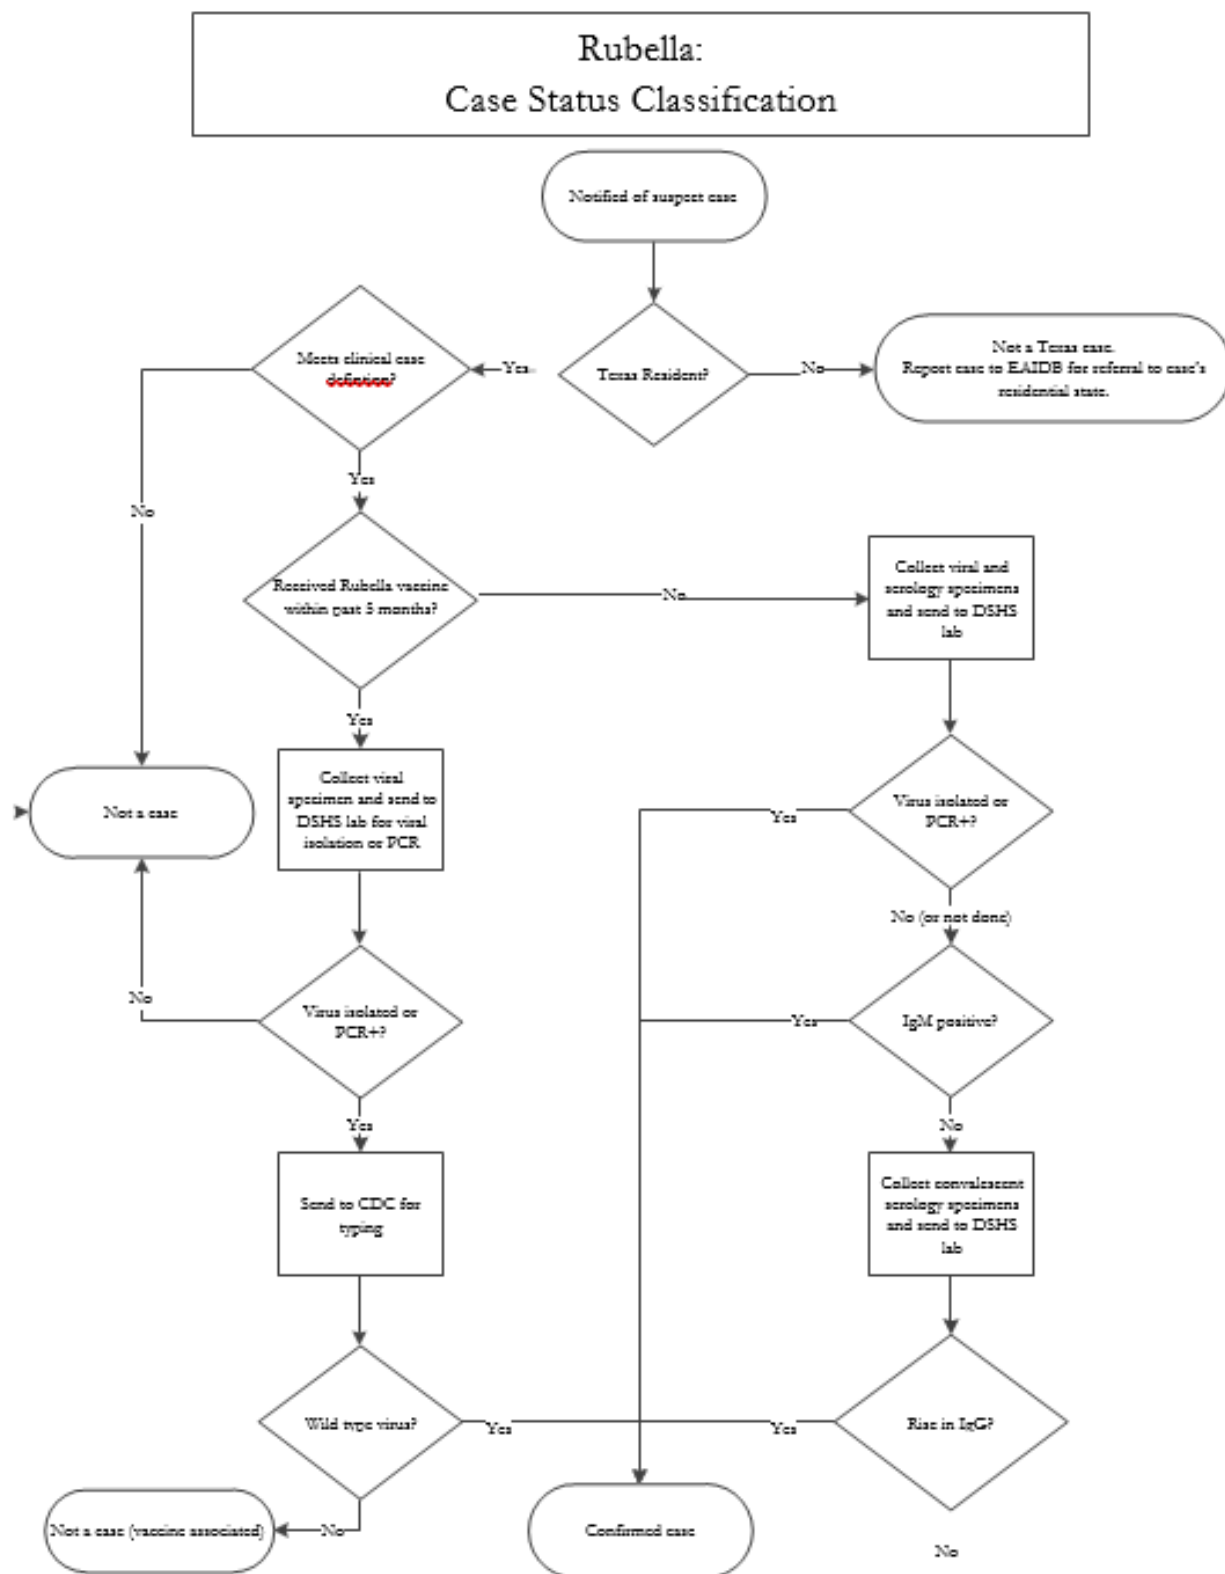 Rubella:
Case Status Classification
Notified of suspect case
Texas Resident?
No
Not a Texas case.
Report case to EAIDB for referral to case's
residential state.
Yes
Meets clinical case
defintion?
No
Yes
Received Rubella vaccine
within past 3 months?
No
Collect viral and
serology specimens
and send to DSHS
lab
Yes
Collect viral
specimen and send to
DSHS lab for viral
isolation or PCR
Not a case
Virus isolated or
PCR+?
Yes
No (or not done)
Virus isolated or
PCR+?
No
IgM positive?
Yes
Yes
No
Send to CDC for
typing
Collect convalescent
serology specimens
and send to DSHS
lab
Wild type virus?
Yes
Yes
Rise in IgG?
Not a case (vaccine associated)
No
Confirmed case
No